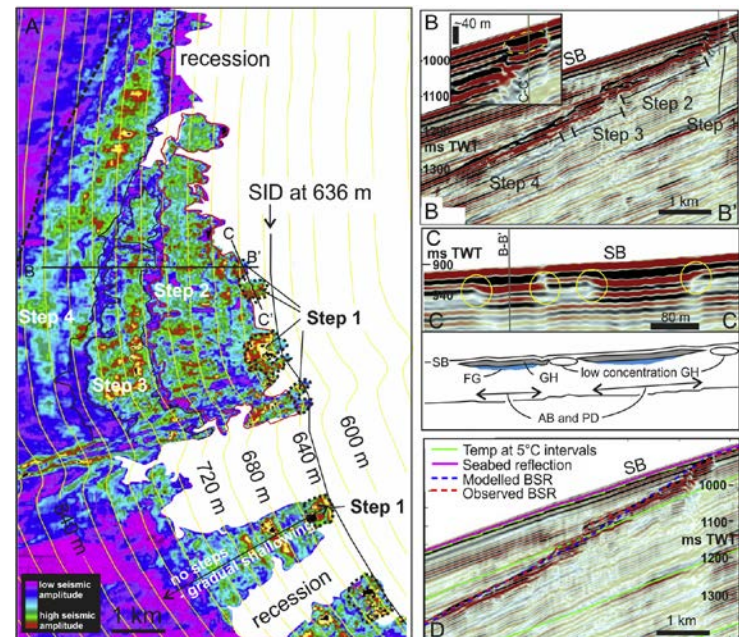 A
recession
SID at 636 m
C
B
B'
C'
Step 2
Step 4
Step 1
Step 3
600 m
640 m
680 m
720 m
Step 1
no steps
gradual shallowing
recession
low seismic
amplitude
high seismic
amplitude
1 km
B
~40 m
C-C'
SB
1000
1100
1200
ms TWT
1300
Step 2
Step 1
Step 3
Step 4
1 km
B
B'
C
ms TWT
B-B'
SB
900
940
80 m
C
C'
SB
FG
GH
low concentration GH
AB and PD
Temp at 5°C intervals
Seabed reflection
Modelled BSR
Observed BSR
SB
1000
1100
ms TWT
1200
1300
1 km
D